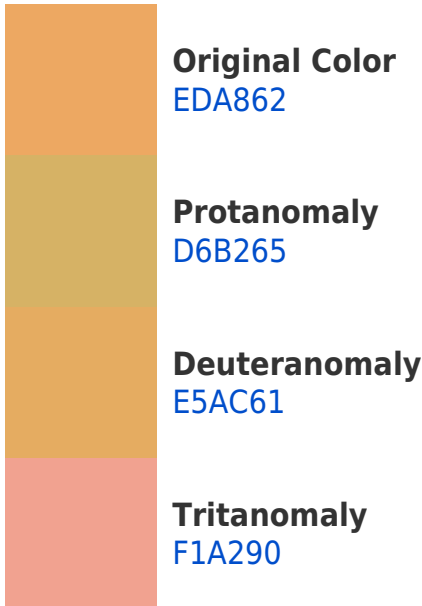 Original Color
EDA862
Protanomaly
D6B265
Deuteranomaly
E5AC61
Tritanomaly
F1A290